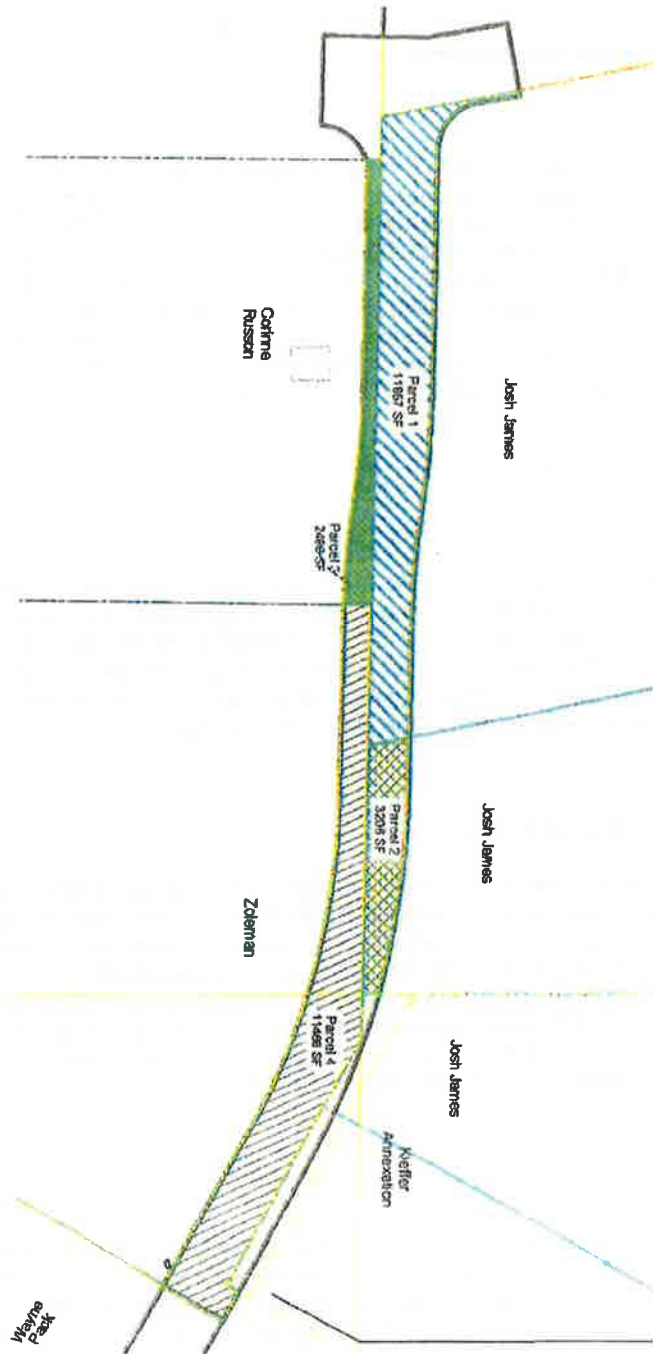 Josh James
Parcel 1
11857 SF
Corinne
Russon
Parcel 3
Josh James
Parcel 2
3206 SF
Zoleman
Parcel 4
11466 SF
Josh James
Kieffer
Annexation
Wayne
Pack